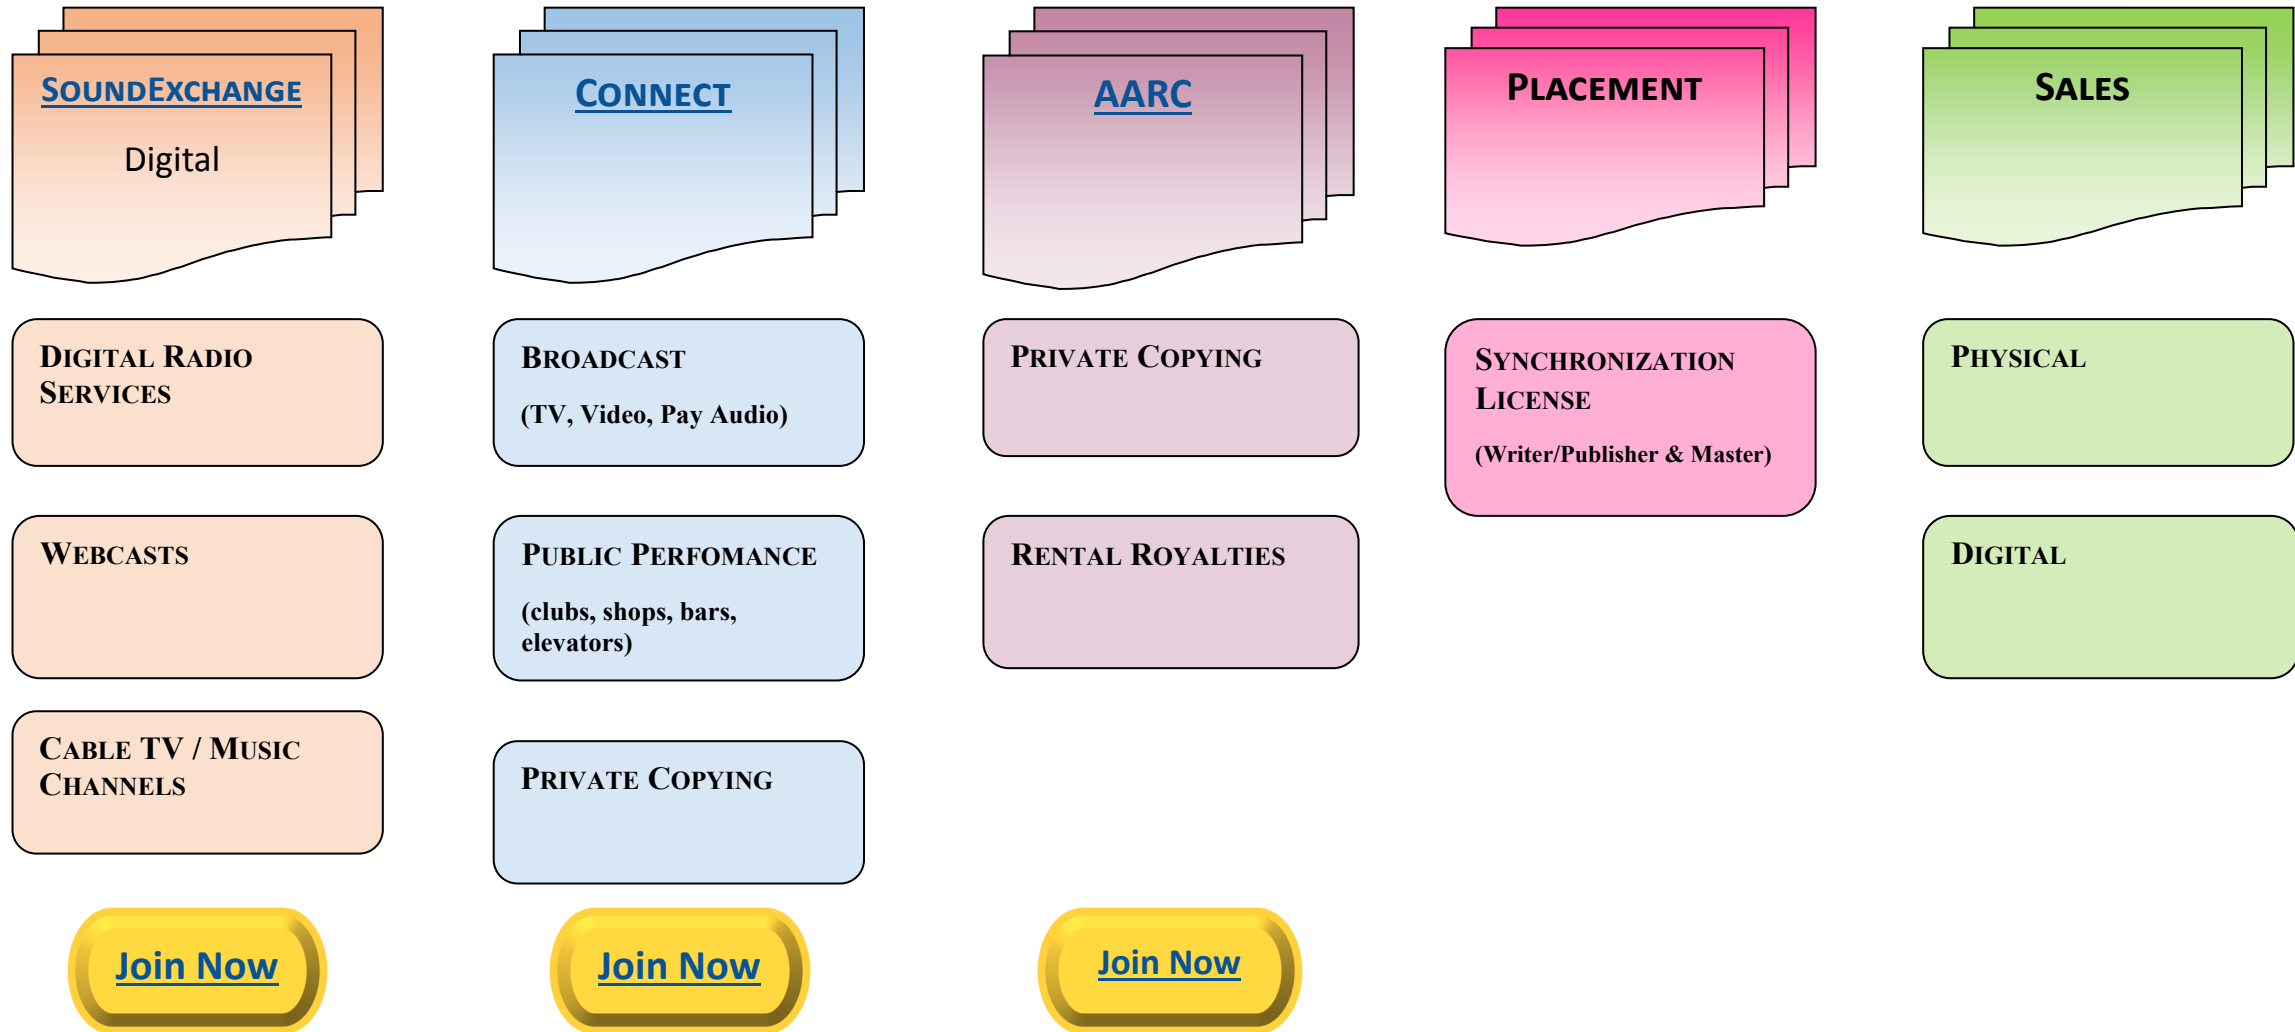 SOUNDEXCHANGE
Digital
DIGITAL RADIO
SERVICES
WEBCASTS
CABLE TV / MUSIC
CHANNELS
Join Now
CONNECT
BROADCAST
(TV, Video, Pay Audio)
PUBLIC PERFOMANCE
(clubs, shops, bars,
elevators)
PRIVATE COPYING
Join Now
AARC
PRIVATE COPYING
RENTAL ROYALTIES
Join Now
PLACEMENT
SYNCHRONIZATION
LICENSE
(Writer/Publisher & Master)
SALES
PHYSICAL
DIGITAL